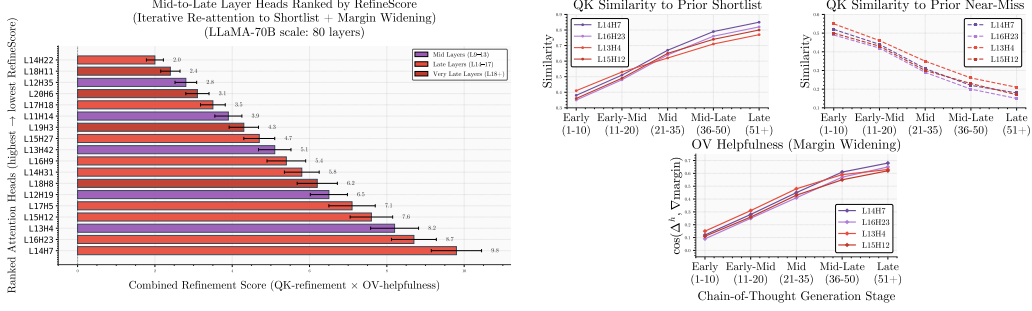 Mid-to-Late Layer Heads Ranked by RefineScore
(Iterative Re-attention to Shortlist + Margin Widening)
(LLaMA-70B scale: 80 layers)
Ranked Attention Heads (highest → lowest RefineScore)
L14H22
L18H11
L12H35
L20H6
L17H18
L11H14
L19H3
L15H27
L13H42
L16H9
L14H31
L18H8
L12H19
L17H5
L15H12
L13H4
L16H23
L14H7
2.0
2.4
2.8
3.1
3.5
3.9
4.3
4.7
5.1
5.4
5.8
6.2
6.5
7.1
7.6
8.2
8.7
9.8
Mid Layers (L9–13)
Late Layers (L14–17)
Very Late Layers (L18+)
Combined Refinement Score (QK-refinement × OV-helpfulness)
QK Similarity to Prior Shortlist
Similarity
L14H7
L16H23
L13H4
L15H12
Early Early-Mid Mid Mid-Late Late
(1-10) (11-20) (21-35) (36-50) (51+)
QK Similarity to Prior Near-Miss
Similarity
L14H7
L16H23
L13H4
L15H12
Early Early-Mid Mid Mid-Late Late
(1-10) (11-20) (21-35) (36-50) (51+)
OV Helpfulness (Margin Widening)
cos(Δʰ, ∇margin)
L14H7
L16H23
L13H4
L15H12
Early Early-Mid Mid Mid-Late Late
(1-10) (11-20) (21-35) (36-50) (51+)
Chain-of-Thought Generation Stage